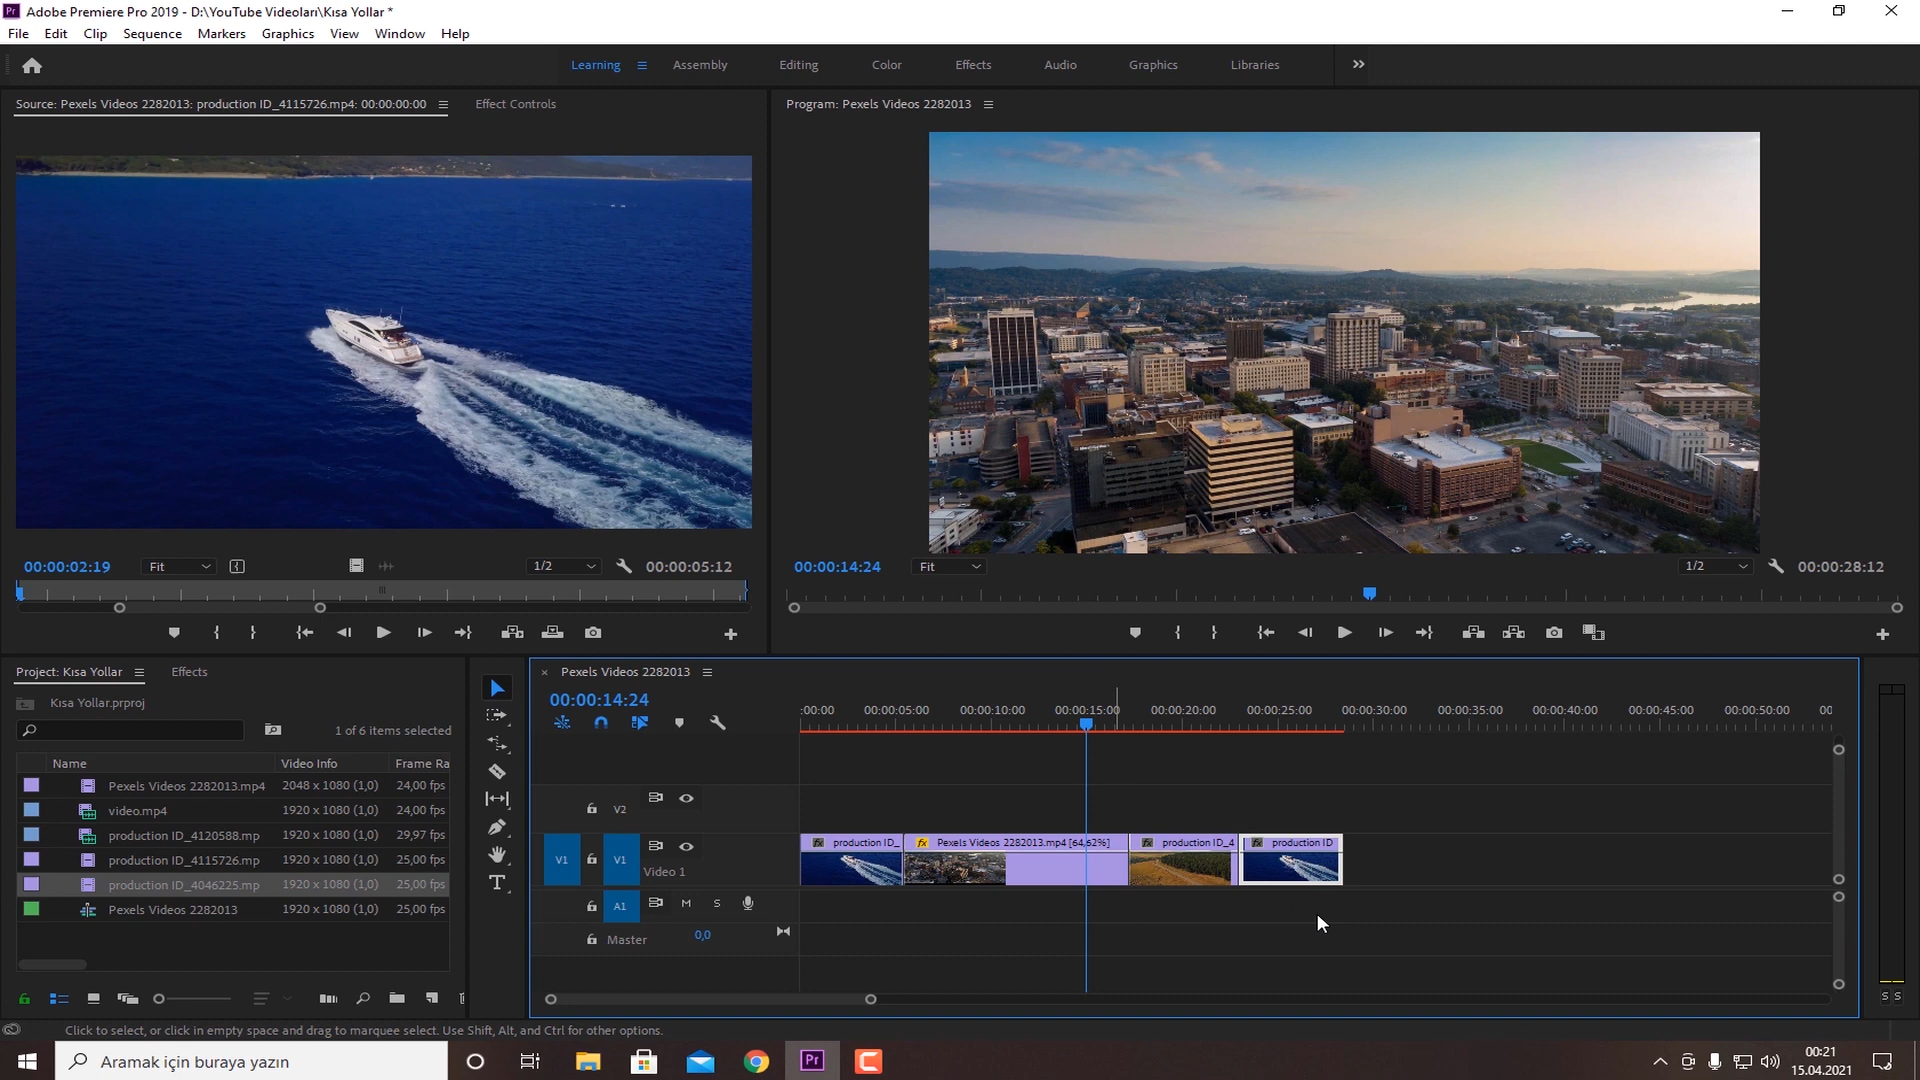 Adobe Premiere Pro 2019 - D:\YouTube Videoları\Kısa Yollar *
File Edit Clip Sequence Markers Graphics View Window Help
Learning Assembly Editing Color Effects Audio Graphics Libraries
Source: Pexels Videos 2282013: production ID_4115726.mp4: 00:00:00:00 Effect Controls
Program: Pexels Videos 2282013
00:00:02:19 Fit 1/2 00:00:05:12
00:00:14:24 Fit 1/2 00:00:28:12
Project: Kısa Yollar Effects
Kısa Yollar.prproj
1 of 6 items selected
Name Video Info Frame Ra
Pexels Videos 2282013.mp4 2048 x 1080 (1,0) 24,00 fps
video.mp4 1920 x 1080 (1,0) 24,00 fps
production ID_4120588.mp 1920 x 1080 (1,0) 29,97 fps
production ID_4115726.mp 1920 x 1080 (1,0) 25,00 fps
production ID_4046225.mp 1920 x 1080 (1,0) 25,00 fps
Pexels Videos 2282013 1920 x 1080 (1,0) 25,00 fps
Pexels Videos 2282013
00:00:14:24
:00:00 00:00:05:00 00:00:10:00 00:00:15:00 00:00:20:00 00:00:25:00 00:00:30:00 00:00:35:00 00:00:40:00 00:00:45:00 00:00:50:00 00
V2
fx production ID_ fx Pexels Videos 2282013.mp4 [64,62%] fx production ID_4 fx production ID
V1 V1 Video 1
A1 M S
Master 0,0
S S
Click to select, or click in empty space and drag to marquee select. Use Shift, Alt, and Ctrl for other options.
Aramak için buraya yazın
Pr
00:21
15.04.2021